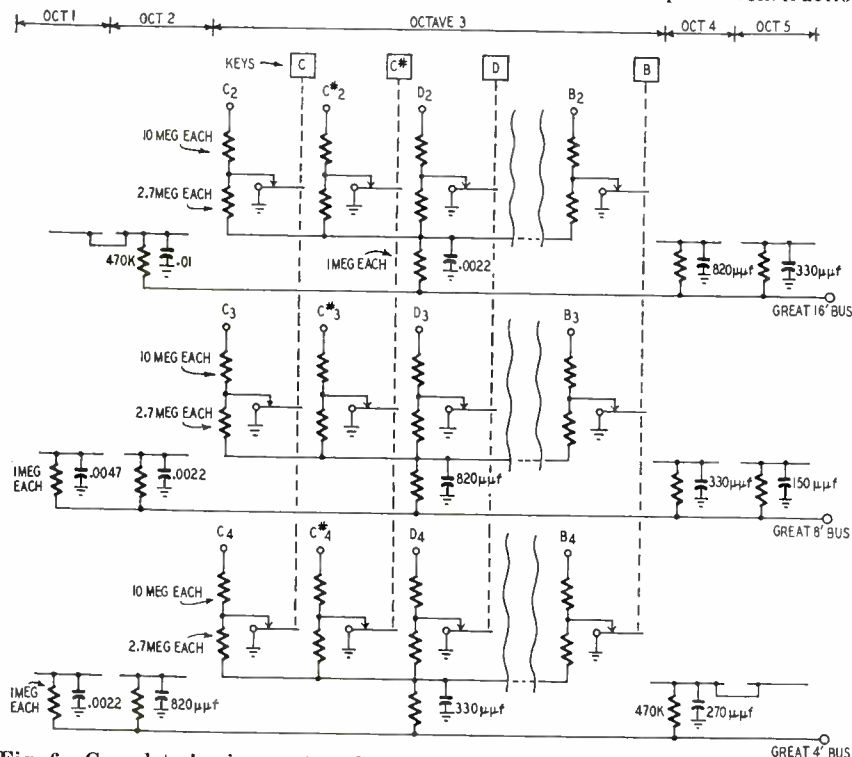 OCT 1
OCT 2
OCTAVE 3
OCT 4
OCT 5
KEYS
C
C#
D
B
C2
C#2
D2
B2
10 MEG EACH
2.7MEG EACH
470K
.01
1MEG EACH
.0022
820μμf
330μμf
GREAT 16' BUS
C3
C#3
D3
B3
10 MEG EACH
2.7MEG EACH
1MEG
EACH
.0047
.0022
820μμf
330μμf
150μμf
GREAT 8' BUS
C4
C#4
D4
B4
10 MEG EACH
2.7MEG EACH
1MEG
EACH
.0022
820μμf
330μμf
470K
270μμf
GREAT 4' BUS